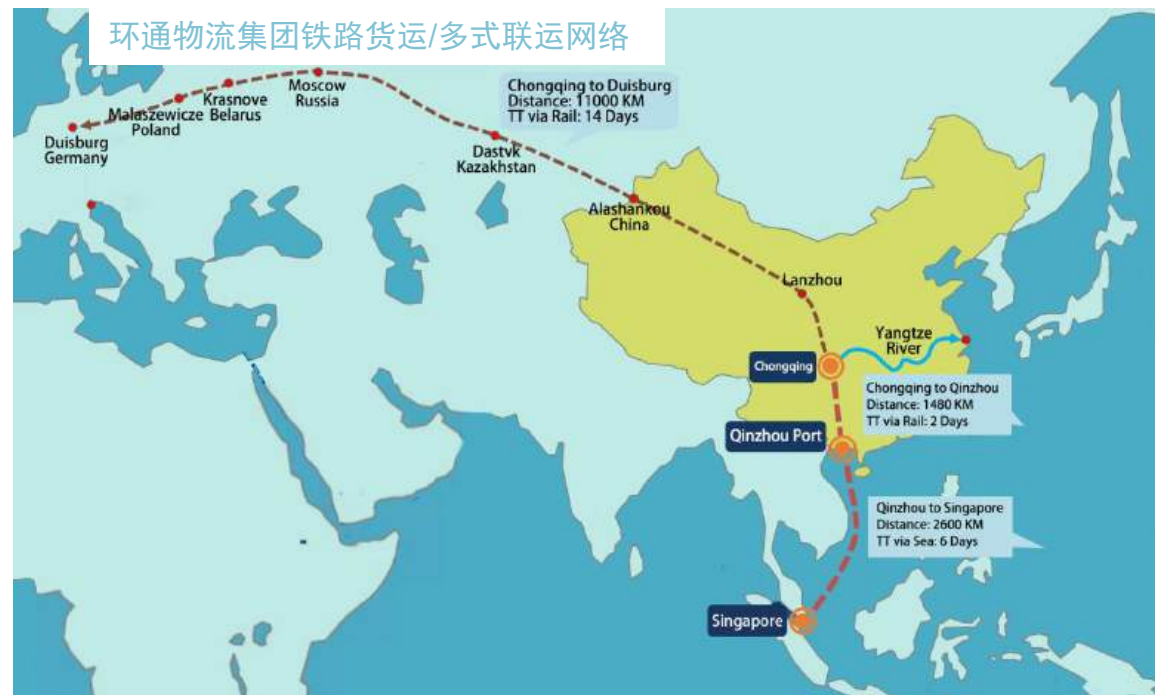 环通物流集团铁路货运/多式联运网络
Chongqing to Duisburg
Distance: 11000 KM
TT via Rail: 14 Days
Moscow
Russia
Krasnove
Belarus
Malaszewicze
Poland
Duisburg
Germany
Dastvk
Kazakhstan
Alashankou
China
Lanzhou
Yangtze
River
Chongqing
Chongqing to Qinzhou
Distance: 1480 KM
TT via Rail: 2 Days
Qinzhou Port
Qinzhou to Singapore
Distance: 2600 KM
TT via Sea: 6 Days
Singapore